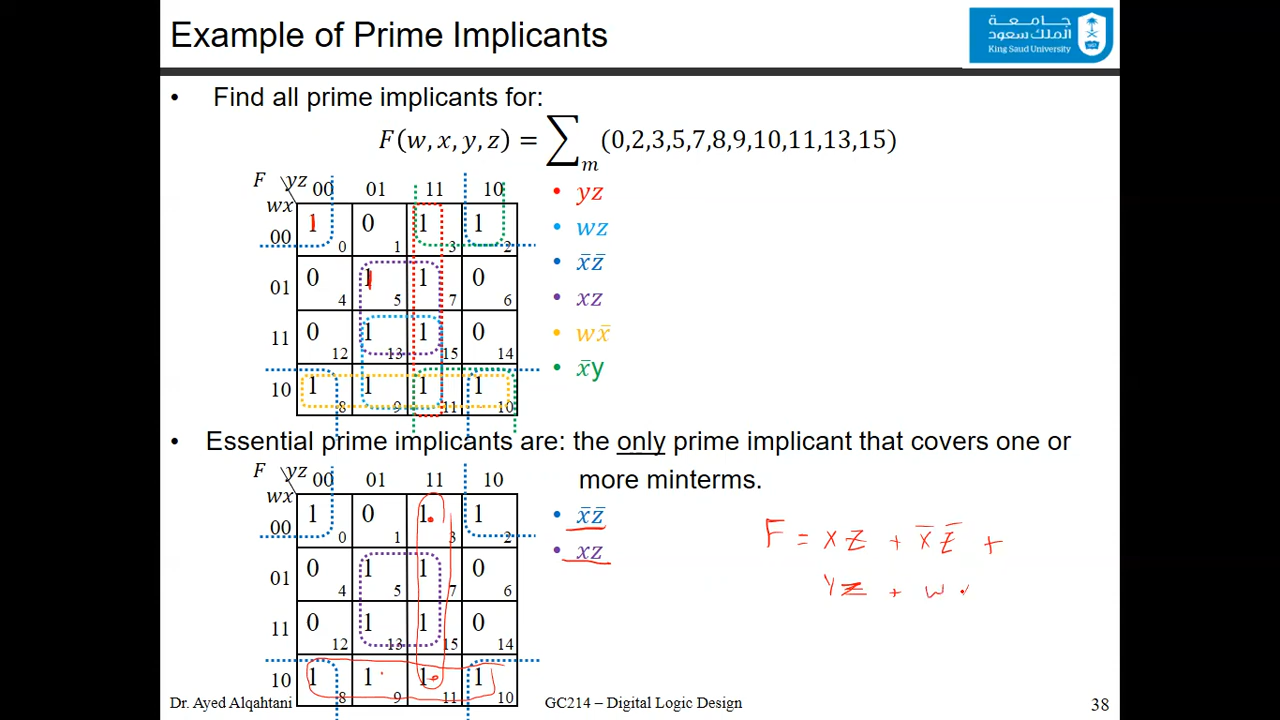 Example of Prime Implicants
جامعة
الملك سعود
King Saud University
• Find all prime implicants for:
F(w, x, y, z) = ∑m (0,2,3,5,7,8,9,10,11,13,15)
F yz 00 01 11 10
wx
00 1 0 1 0 1 1 3 1 2
01 0 4 1 5 1 7 0 6
11 0 12 1 13 1 15 0 14
10 1 8 1 9 1 11 1 10
• yz
• wz
• x̄z̄
• xz
• wx̄
• x̄y
• Essential prime implicants are: the only prime implicant that covers one or
more minterms.
F yz 00 01 11 10
wx
00 1 0 1 1 3 1 2
01 0 4 1 5 1 7 0 6
11 0 12 1 13 1 15 0 14
10 1 8 1 9 1 11 1 10
• x̄z̄
• xz
F = xz + x̄z̄ +
yz + w
Dr. Ayed Alqahtani
GC214 – Digital Logic Design
38